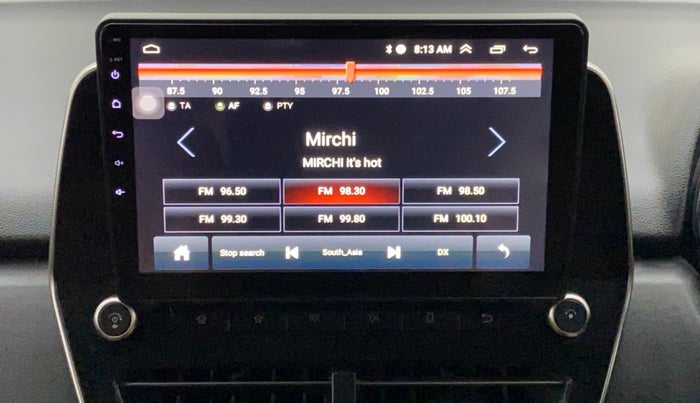 MIC
RST
8:13 AM
87.5 90 92.5 95 97.5 100 102.5 105 107.5
TA AF PTY
Mirchi
MIRCHI It's hot
FM 96.50 FM 98.30 FM 98.50
FM 99.30 FM 99.80 FM 100.10
Stop search South_Asia DX